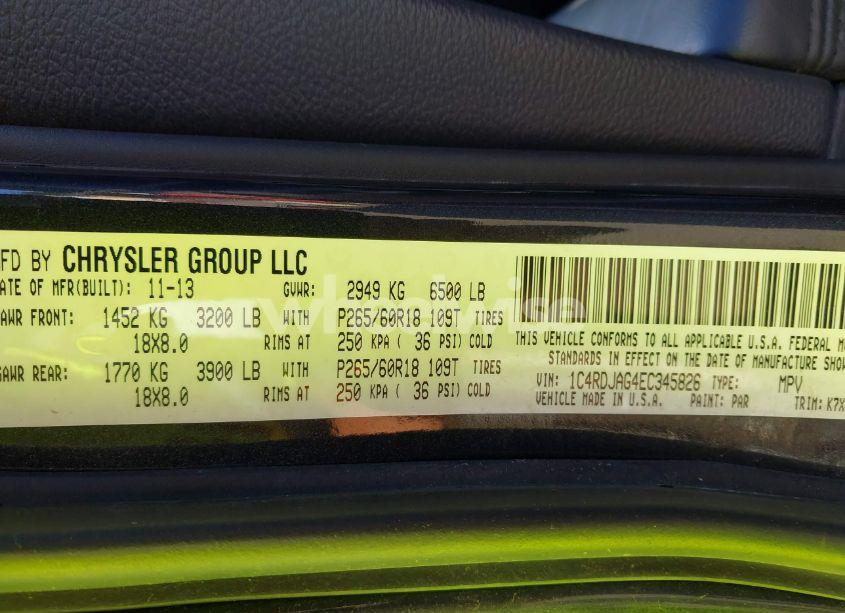 FD BY CHRYSLER GROUP LLC
ATE OF MFR(BUILT): 11-13 GVWR: 2949 KG 6500 LB
AWR FRONT: 1452 KG 3200 LB WITH P265/60R18 109T TIRES
18X8.0 RIMS AT 250 KPA ( 36 PSI) COLD
GAWR REAR: 1770 KG 3900 LB WITH P265/60R18 109T TIRES
18X8.0 RIMS AT 250 KPA ( 36 PSI) COLD
THIS VEHICLE CONFORMS TO ALL APPLICABLE U.S.A. FEDERAL M
STANDARDS IN EFFECT ON THE DATE OF MANUFACTURE SHOW
VIN: 1C4RDJAG4EC345826 TYPE: MPV
VEHICLE MADE IN U.S.A. PAINT: PAR TRIM: K7X